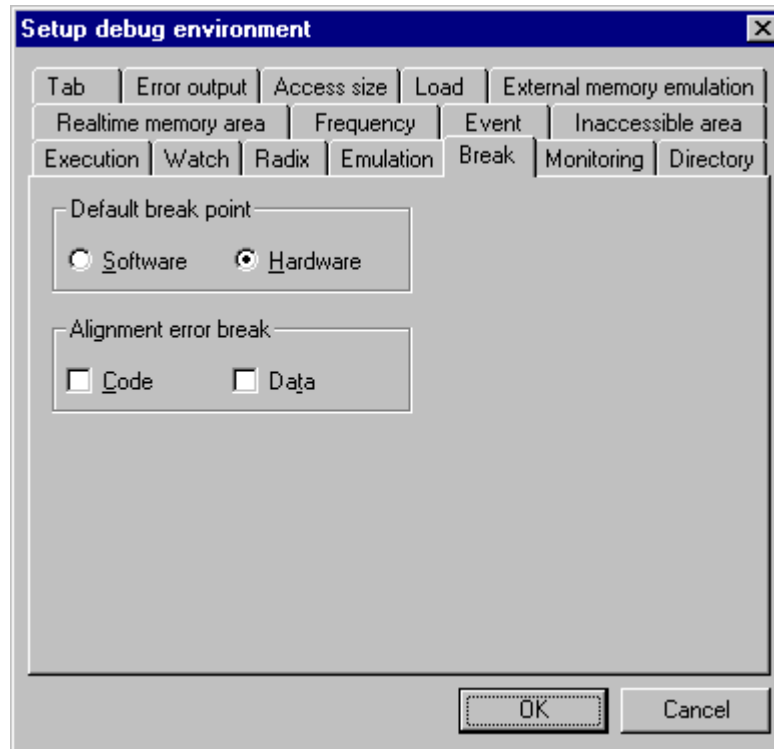 Setup debug environment
Tab Error output Access size Load External memory emulation
Realtime memory area Frequency Event Inaccessible area
Execution Watch Radix Emulation Break Monitoring Directory
Default break point
Software Hardware
Alignment error break
Code Data
OK Cancel